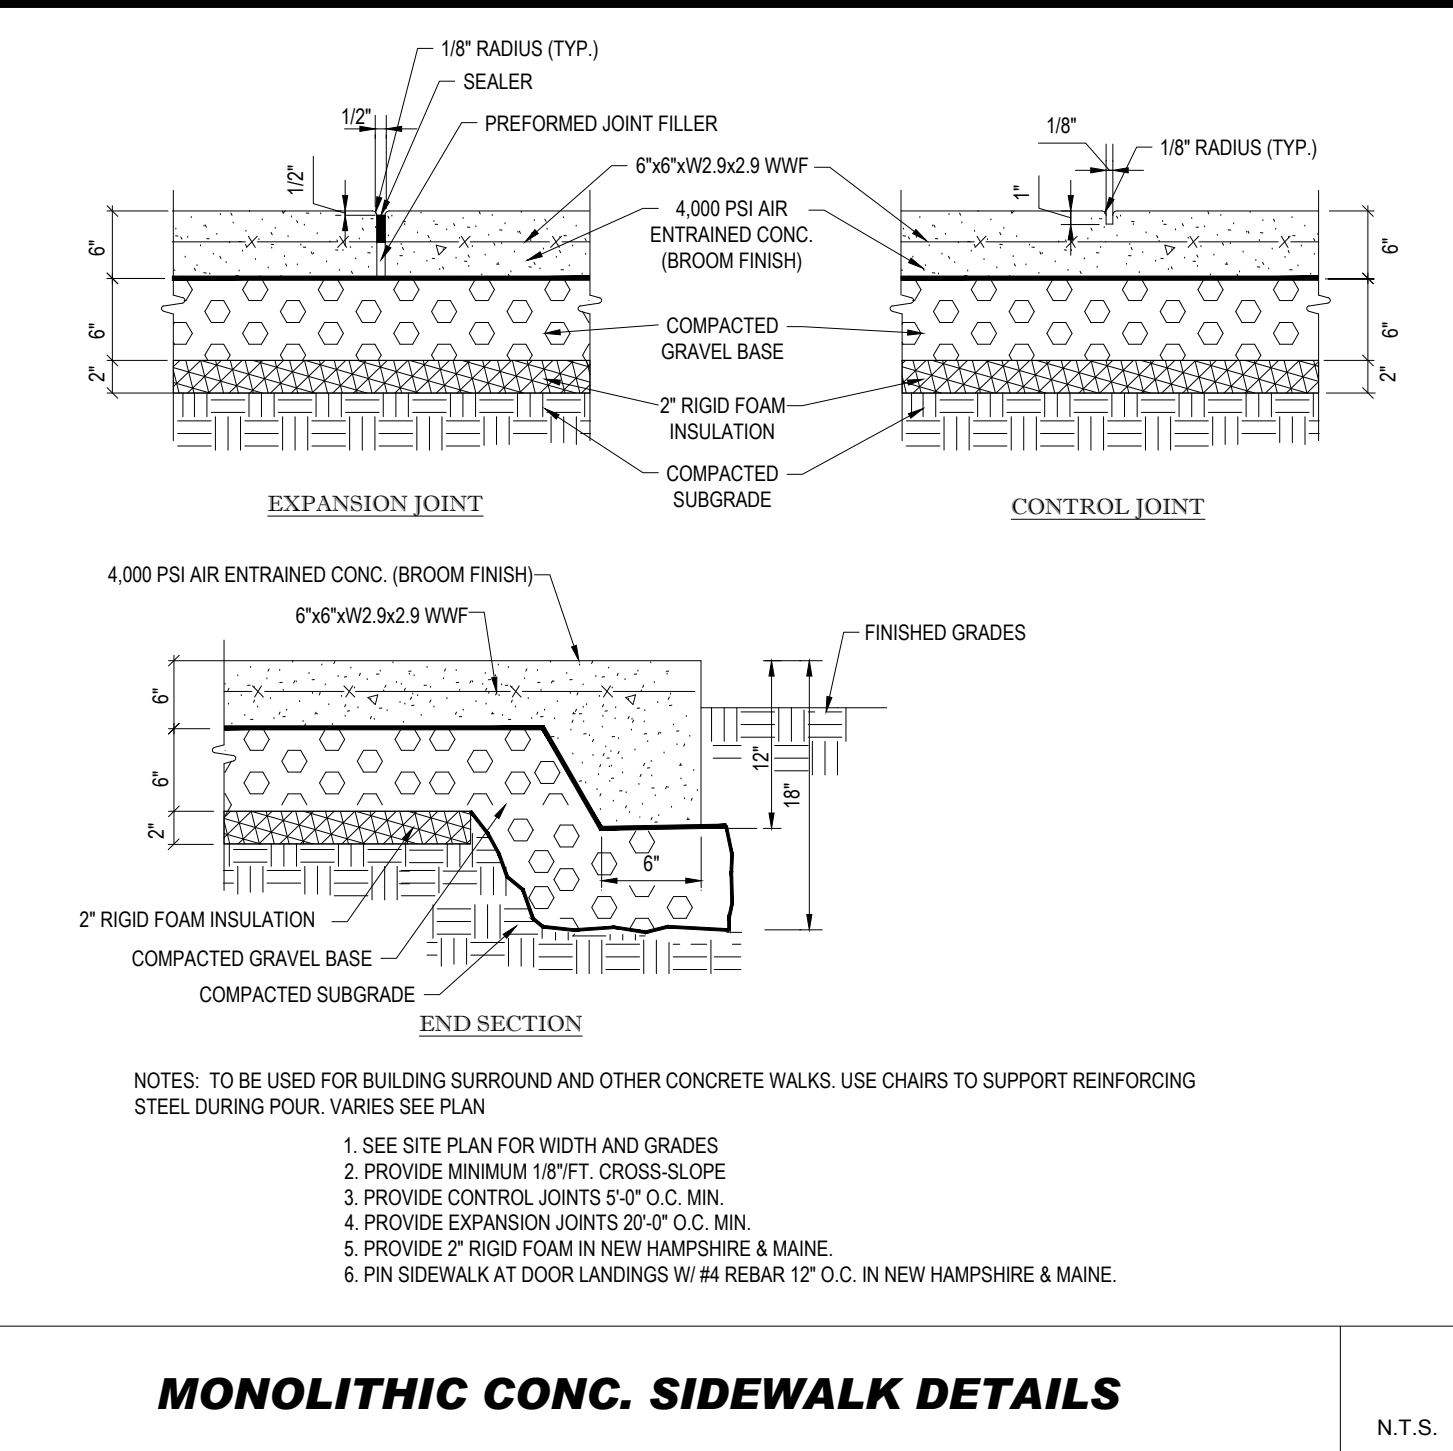 1/8" RADIUS (TYP.)
SEALER
1/2"
PREFORMED JOINT FILLER
1/2"
6"x6"xW2.9x2.9 WWF
4,000 PSI AIR
ENTRAINED CONC.
(BROOM FINISH)
6"
6"
2"
COMPACTED
GRAVEL BASE
2" RIGID FOAM
INSULATION
COMPACTED
SUBGRADE
EXPANSION JOINT
1/8"
1/8" RADIUS (TYP.)
1"
6"
6"
2"
CONTROL JOINT
4,000 PSI AIR ENTRAINED CONC. (BROOM FINISH)
6"x6"xW2.9x2.9 WWF
FINISHED GRADES
6"
6"
2"
12"
18"
6"
2" RIGID FOAM INSULATION
COMPACTED GRAVEL BASE
COMPACTED SUBGRADE
END SECTION
NOTES: TO BE USED FOR BUILDING SURROUND AND OTHER CONCRETE WALKS. USE CHAIRS TO SUPPORT REINFORCING
STEEL DURING POUR. VARIES SEE PLAN
1. SEE SITE PLAN FOR WIDTH AND GRADES
2. PROVIDE MINIMUM 1/8"/FT. CROSS-SLOPE
3. PROVIDE CONTROL JOINTS 5'-0" O.C. MIN.
4. PROVIDE EXPANSION JOINTS 20'-0" O.C. MIN.
5. PROVIDE 2" RIGID FOAM IN NEW HAMPSHIRE & MAINE.
6. PIN SIDEWALK AT DOOR LANDINGS W/ #4 REBAR 12" O.C. IN NEW HAMPSHIRE & MAINE.
MONOLITHIC CONC. SIDEWALK DETAILS
N.T.S.